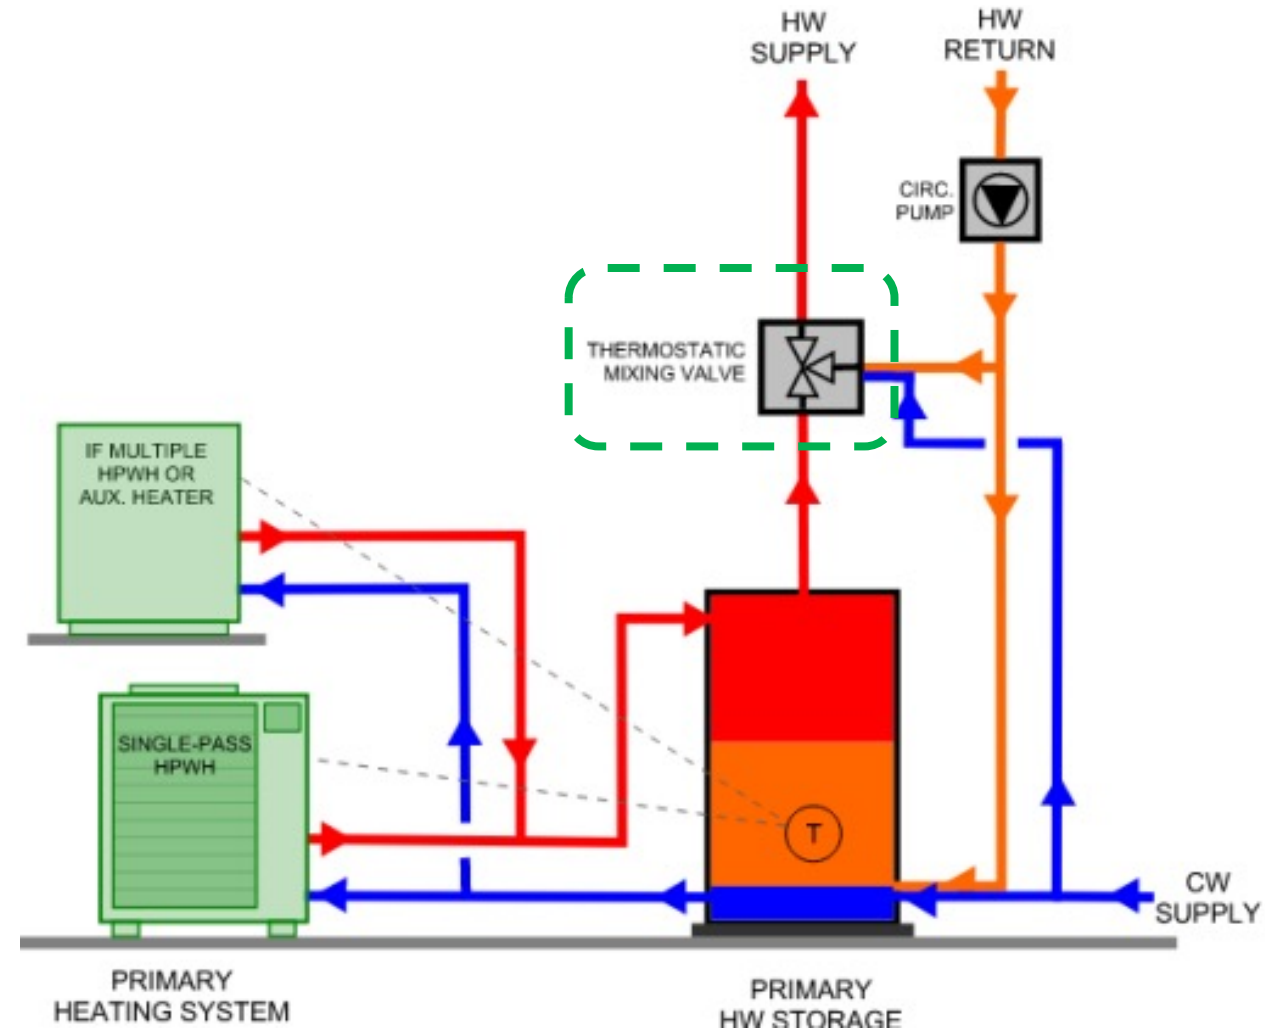 HW
SUPPLY
HW
RETURN
CIRC.
PUMP
THERMOSTATIC
MIXING VALVE
IF MULTIPLE
HPWH OR
AUX. HEATER
SINGLE-PASS
HPWH
T
CW
SUPPLY
PRIMARY
HEATING SYSTEM
PRIMARY
HW STORAGE